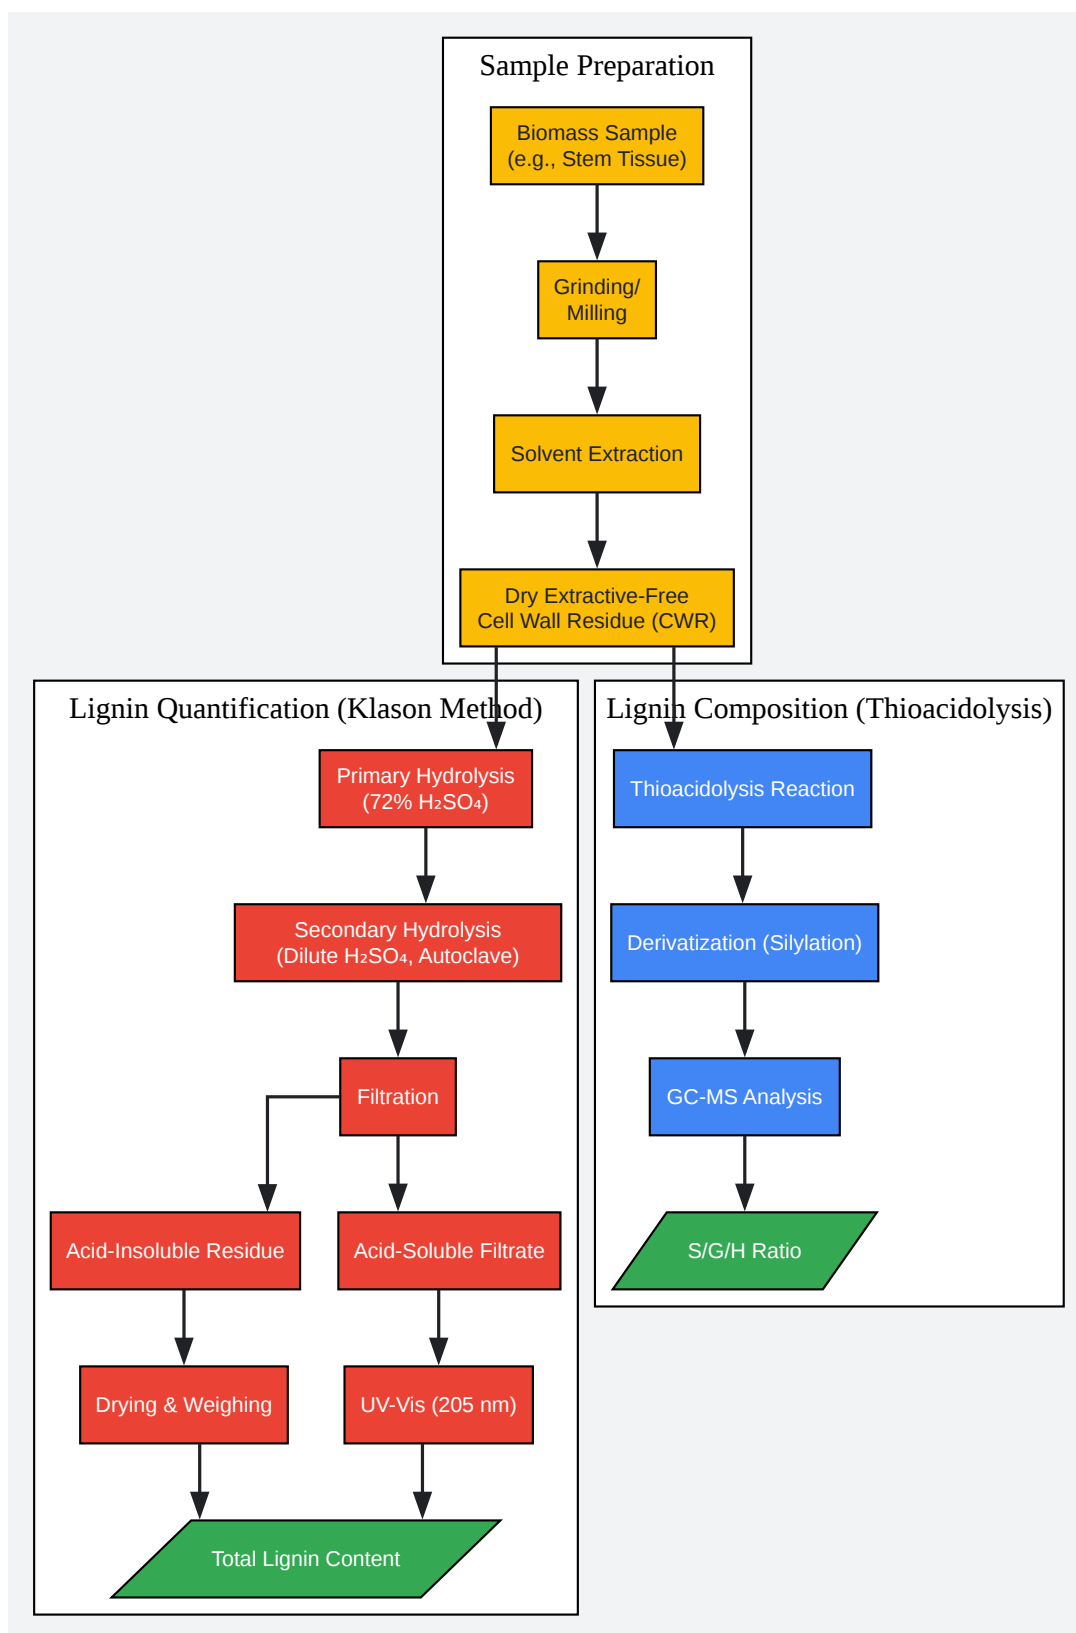 Sample Preparation
Biomass Sample
(e.g., Stem Tissue)
Grinding/
Milling
Solvent Extraction
Dry Extractive-Free
Cell Wall Residue (CWR)
Lignin Quantification (Klason Method)
Primary Hydrolysis
(72% H₂SO₄)
Secondary Hydrolysis
(Dilute H₂SO₄, Autoclave)
Filtration
Acid-Insoluble Residue
Acid-Soluble Filtrate
Drying & Weighing
UV-Vis (205 nm)
Total Lignin Content
Lignin Composition (Thioacidolysis)
Thioacidolysis Reaction
Derivatization (Silylation)
GC-MS Analysis
S/G/H Ratio